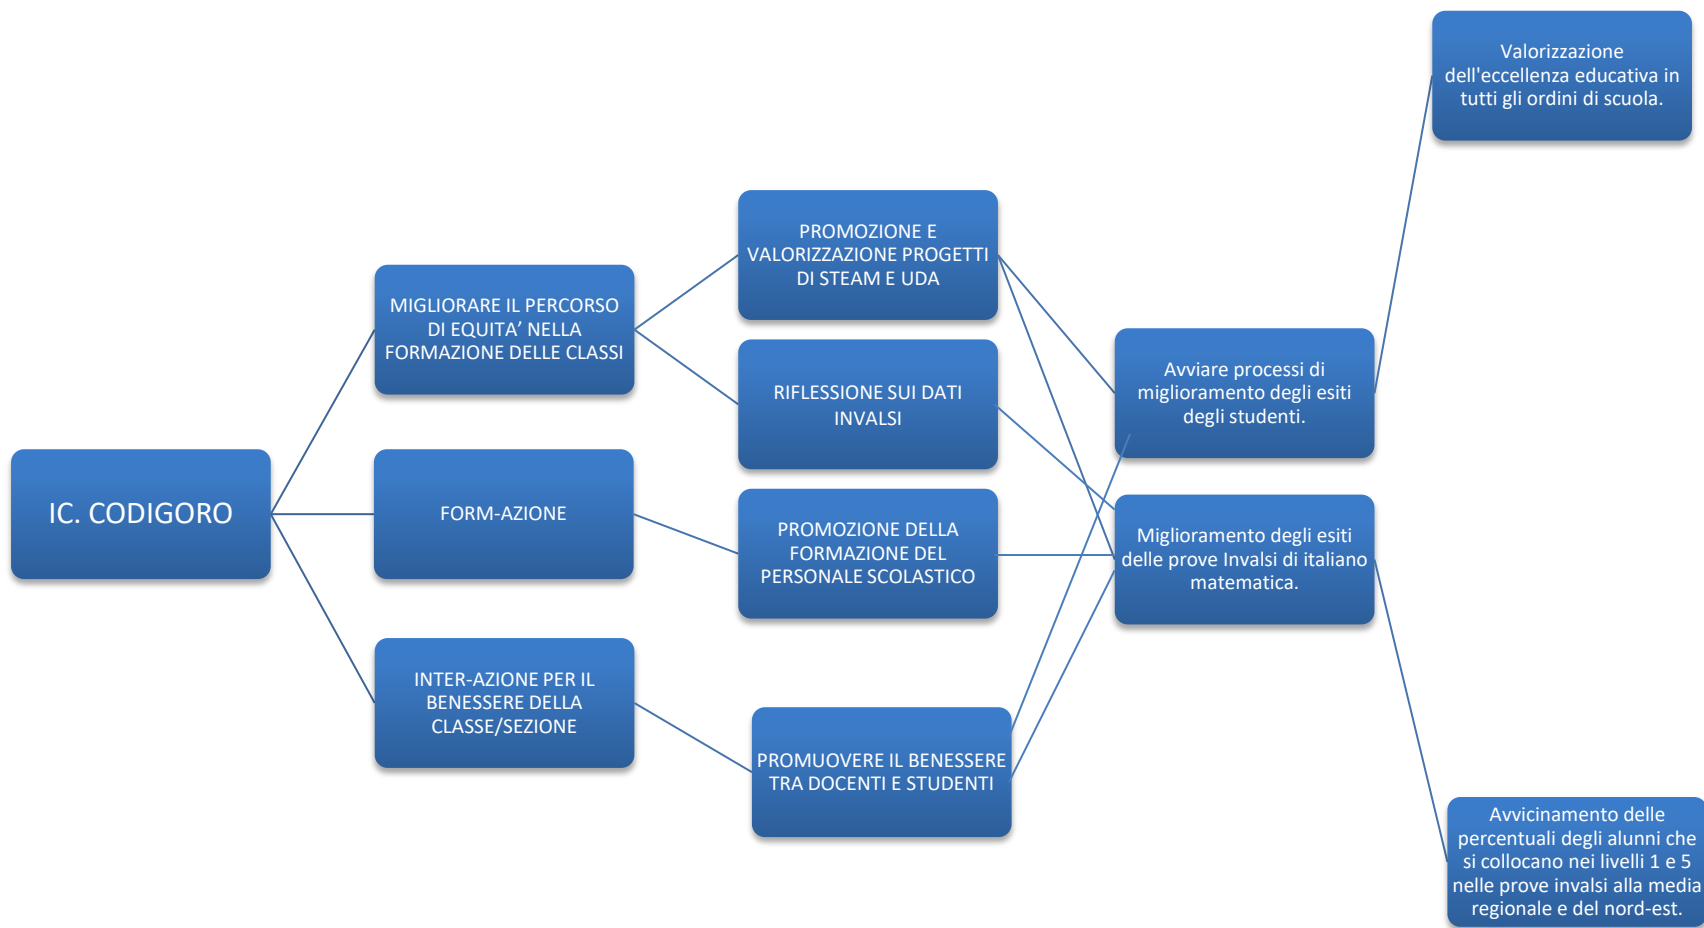 IC. CODIGORO
MIGLIORARE IL PERCORSO
DI EQUITA’ NELLA
FORMAZIONE DELLE CLASSI
FORM-AZIONE
INTER-AZIONE PER IL
BENESSERE DELLA
CLASSE/SEZIONE
PROMOZIONE E
VALORIZZAZIONE PROGETTI
DI STEAM E UDA
RIFLESSIONE SUI DATI
INVALSI
PROMOZIONE DELLA
FORMAZIONE DEL
PERSONALE SCOLASTICO
PROMUOVERE IL BENESSERE
TRA DOCENTI E STUDENTI
Avviare processi di
miglioramento degli esiti
degli studenti.
Miglioramento degli esiti
delle prove Invalsi di italiano
matematica.
Valorizzazione
dell'eccellenza educativa in
tutti gli ordini di scuola.
Avvicinamento delle
percentuali degli alunni che
si collocano nei livelli 1 e 5
nelle prove invalsi alla media
regionale e del nord-est.